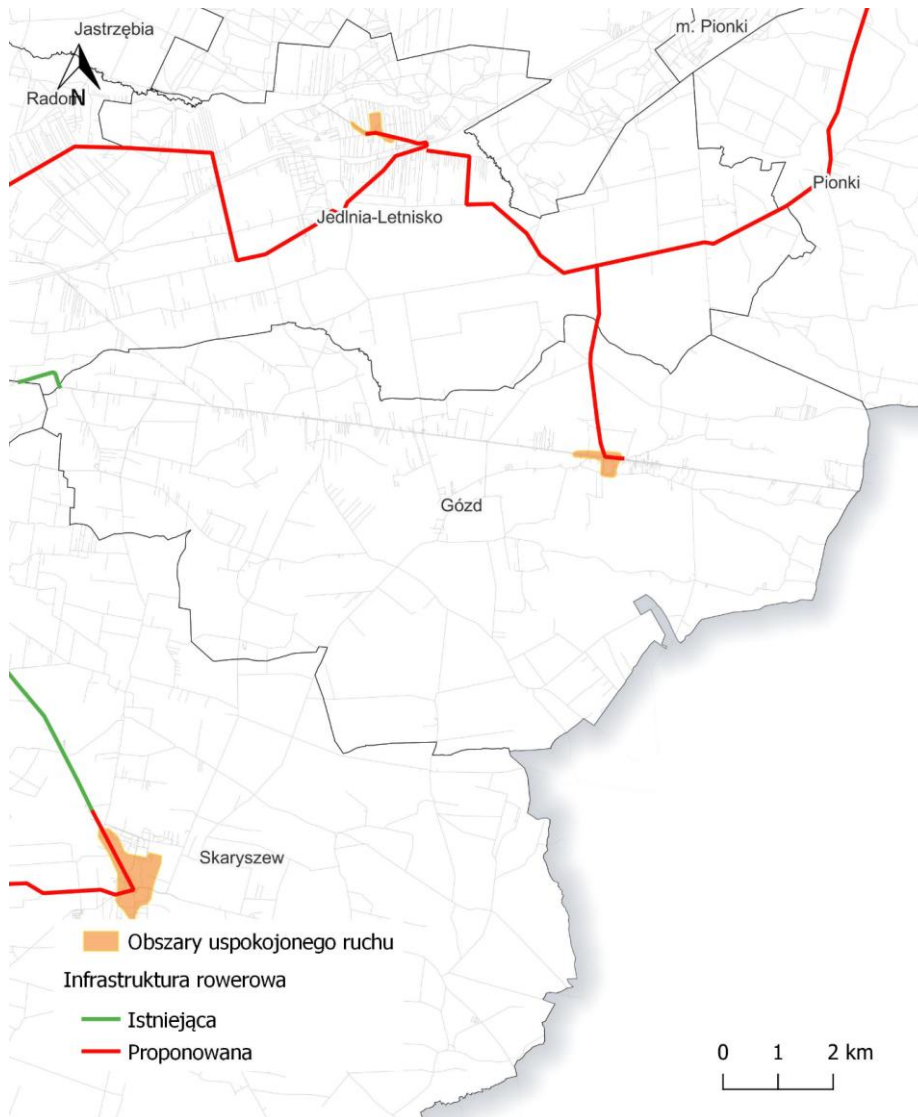 Jastrzębia
m. Pionki
Radom
N
Pionki
Jedlnia-Letnisko
Gózd
Skaryszew
Obszary uspokojonego ruchu
Infrastruktura rowerowa
Istniejąca
Proponowana
0 1 2 km